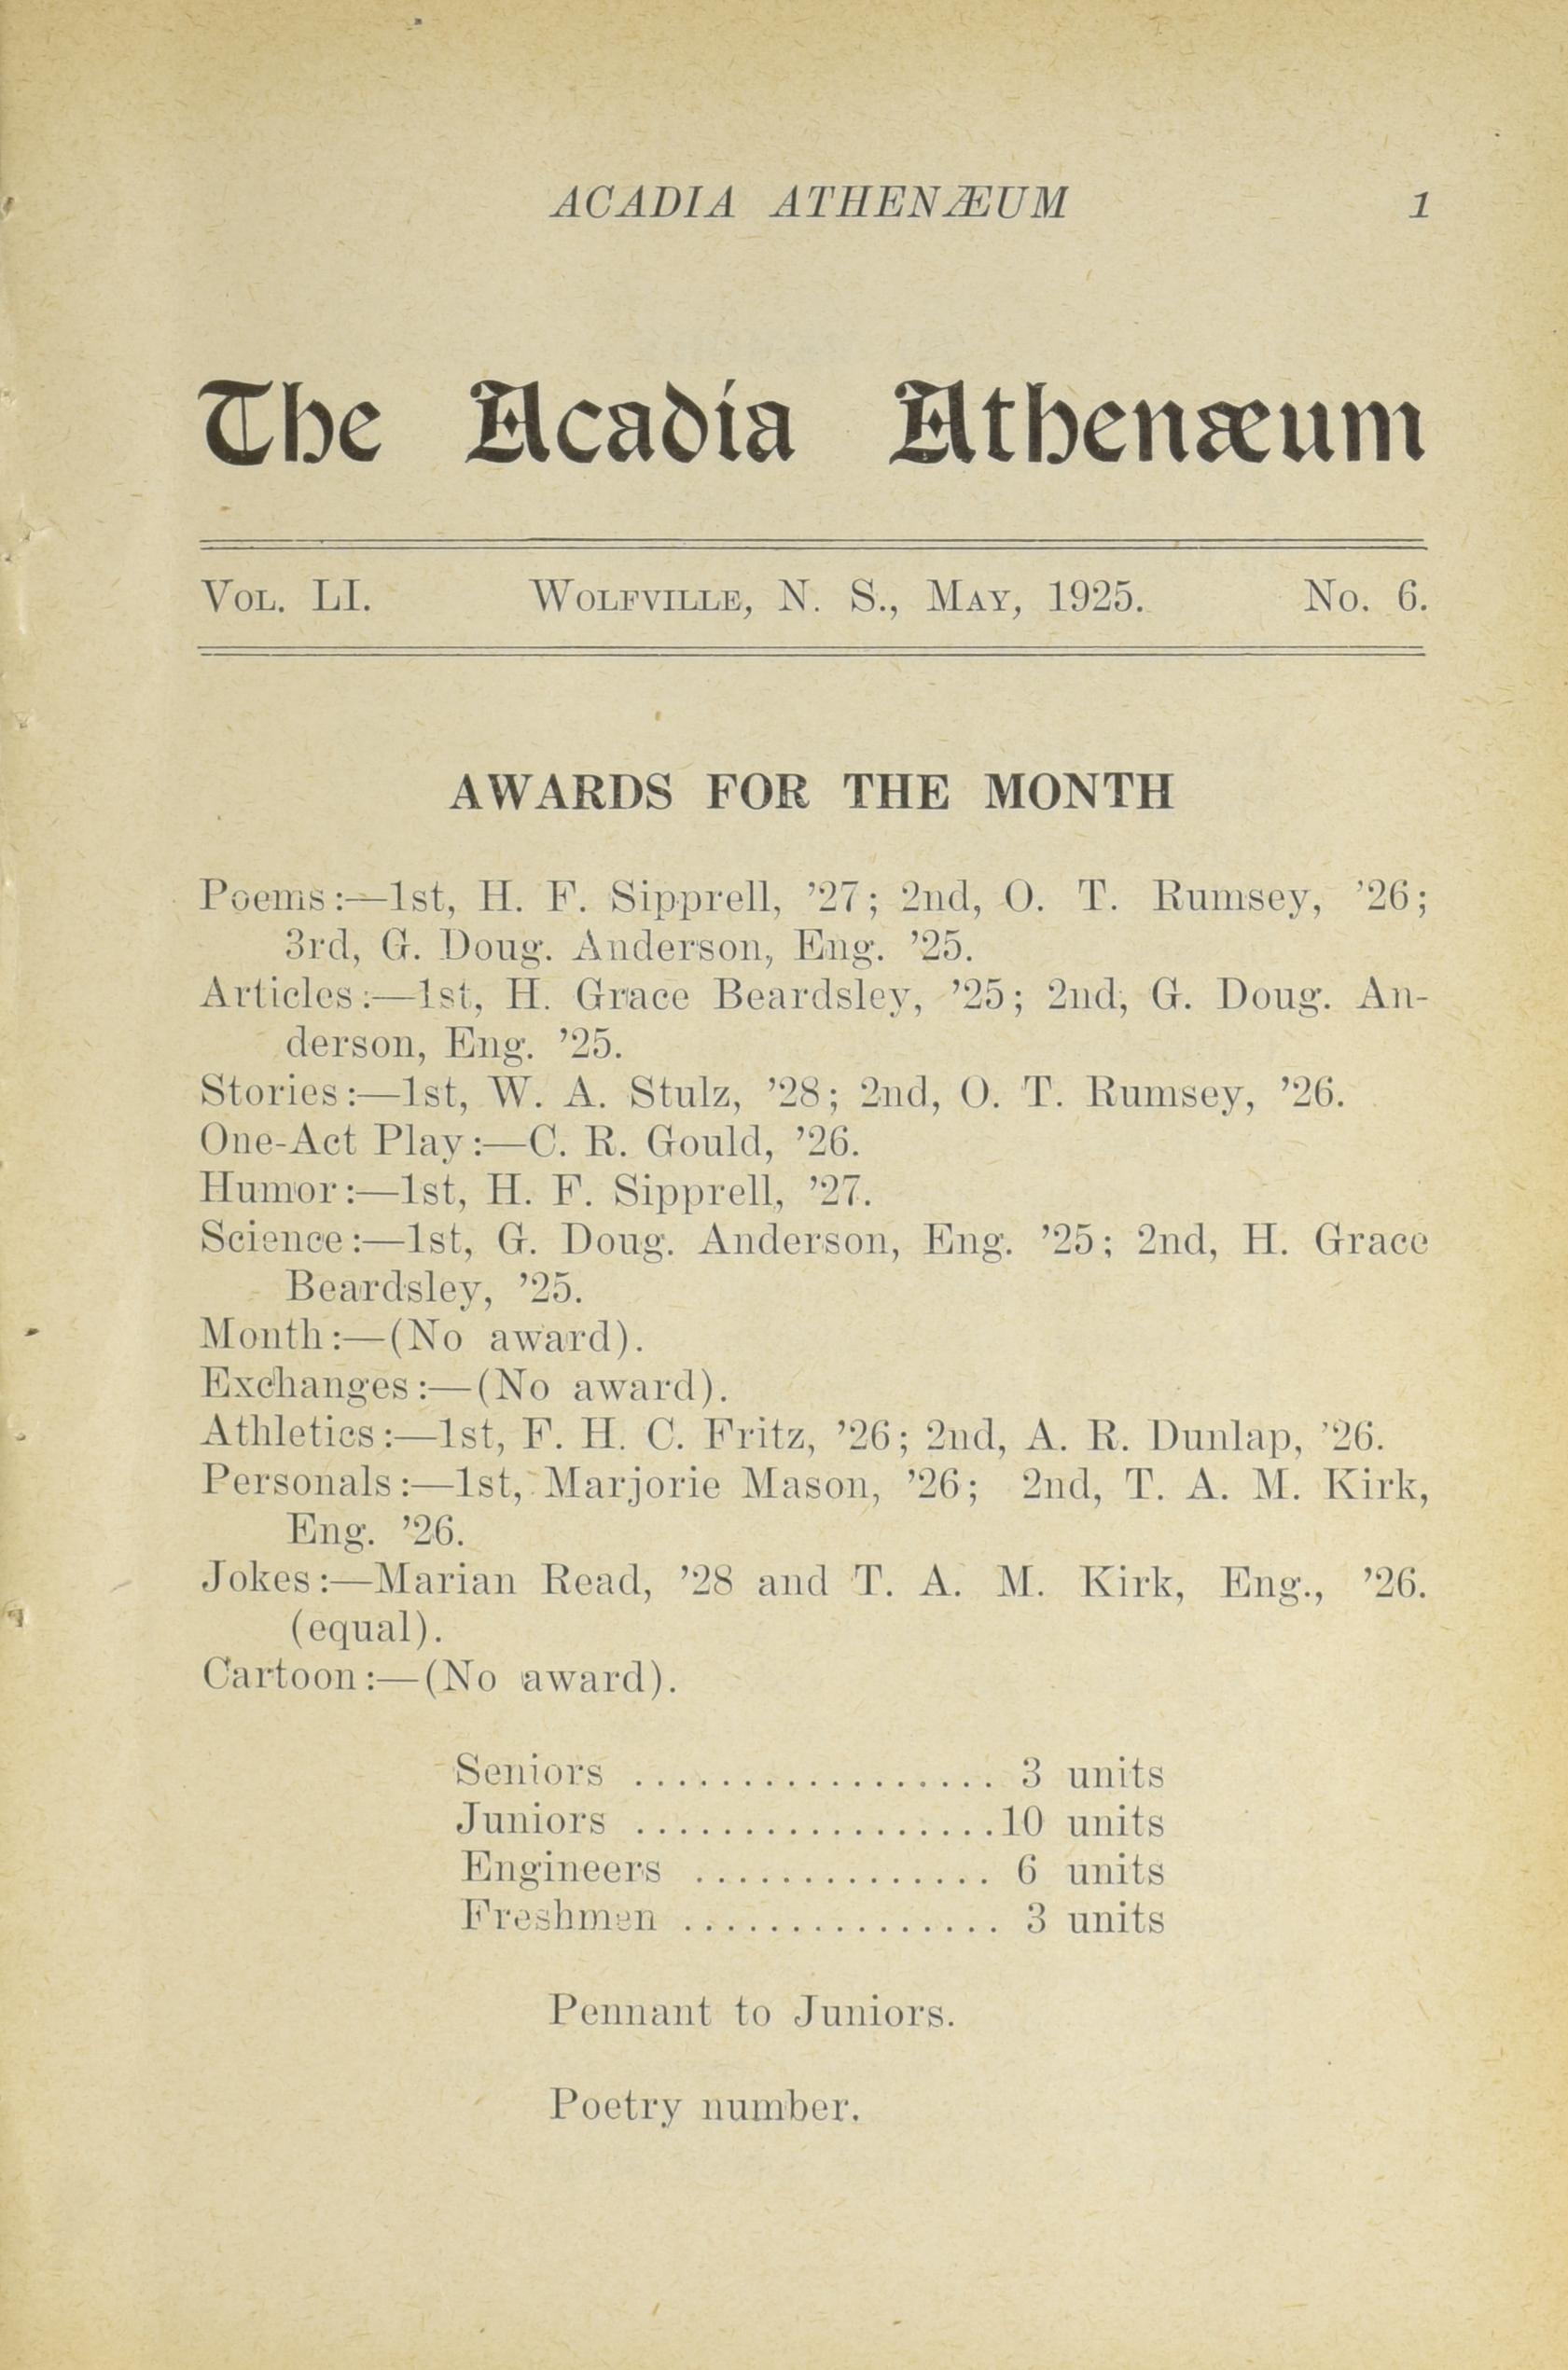 ACADIA ATHENÆUM 1
The Acadia Athenæum
Vol. LI. Wolfville, N. S., May, 1925. No. 6.
AWARDS FOR THE MONTH
Poems:—1st, H. F. Sipprell, ’27; 2nd, O. T. Rumsey, ’26;
3rd, G. Doug. Anderson, Eng. ’25.
Articles:—1st, H. Grace Beardsley, ’25; 2nd, G. Doug. An-
derson, Eng. ’25.
Stories:—1st, W. A. Stulz, ’28; 2nd, O. T. Rumsey, ’26.
One-Act Play:—C. R. Gould, ’26.
Humor:—1st, H. F. Sipprell, ’27.
Science:—1st, G. Doug. Anderson, Eng. ’25; 2nd, H. Grace
Beardsley, ’25.
Month:—(No award).
Exchanges:—(No award).
Athletics:—1st, F. H. C. Fritz, ’26; 2nd, A. R. Dunlap, ’26.
Personals:—1st, Marjorie Mason, ’26; 2nd, T. A. M. Kirk,
Eng. ’26.
Jokes:—Marian Read, ’28 and T. A. M. Kirk, Eng., ’26.
(equal).
Cartoon:—(No award).
Seniors .................. 3 units
Juniors ..................10 units
Engineers ............... 6 units
Freshmen ................ 3 units
Pennant to Juniors.
Poetry number.